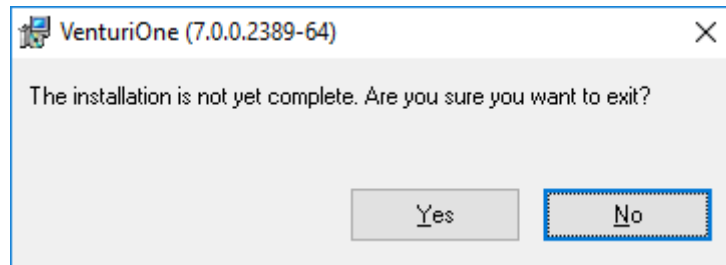 VenturiOne (7.0.0.2389-64)
The installation is not yet complete. Are you sure you want to exit?
Yes No